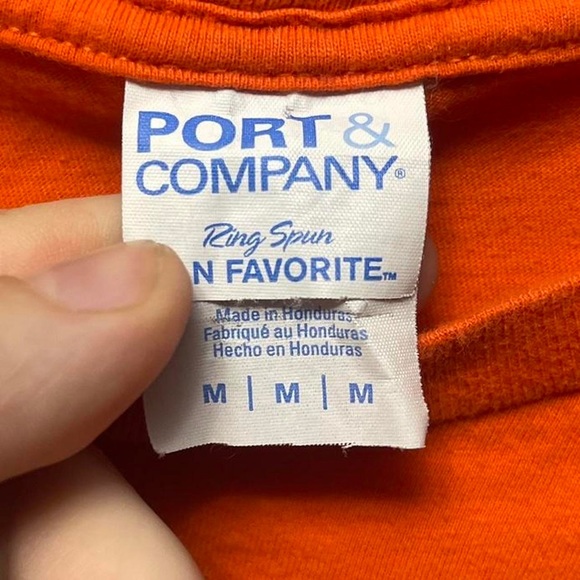 PORT &
COMPANY®
Ring Spun
N FAVORITE™
Made in Honduras
Fabriqué au Honduras
Hecho en Honduras
M | M | M